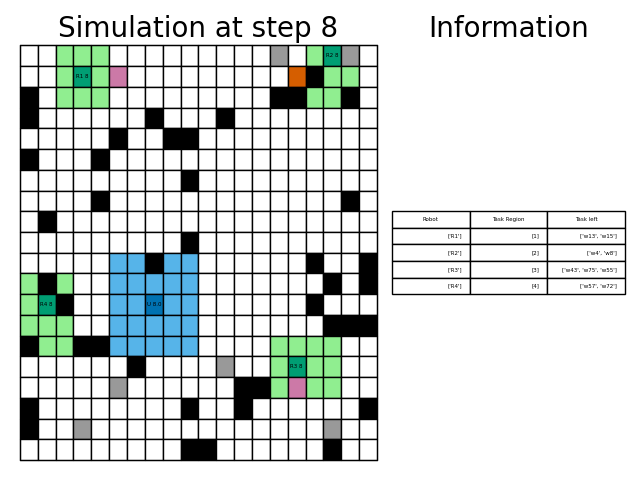 Simulation at step 8
Information
R1 8
R2 8
R4 8
U 8.0
R3 8
Robot Task Region Task left
['R1'] [1] ['w13', 'w15']
['R2'] [2] ['w4', 'w8']
['R3'] [3] ['w43', 'w75', 'w55']
['R4'] [4] ['w57', 'w72']